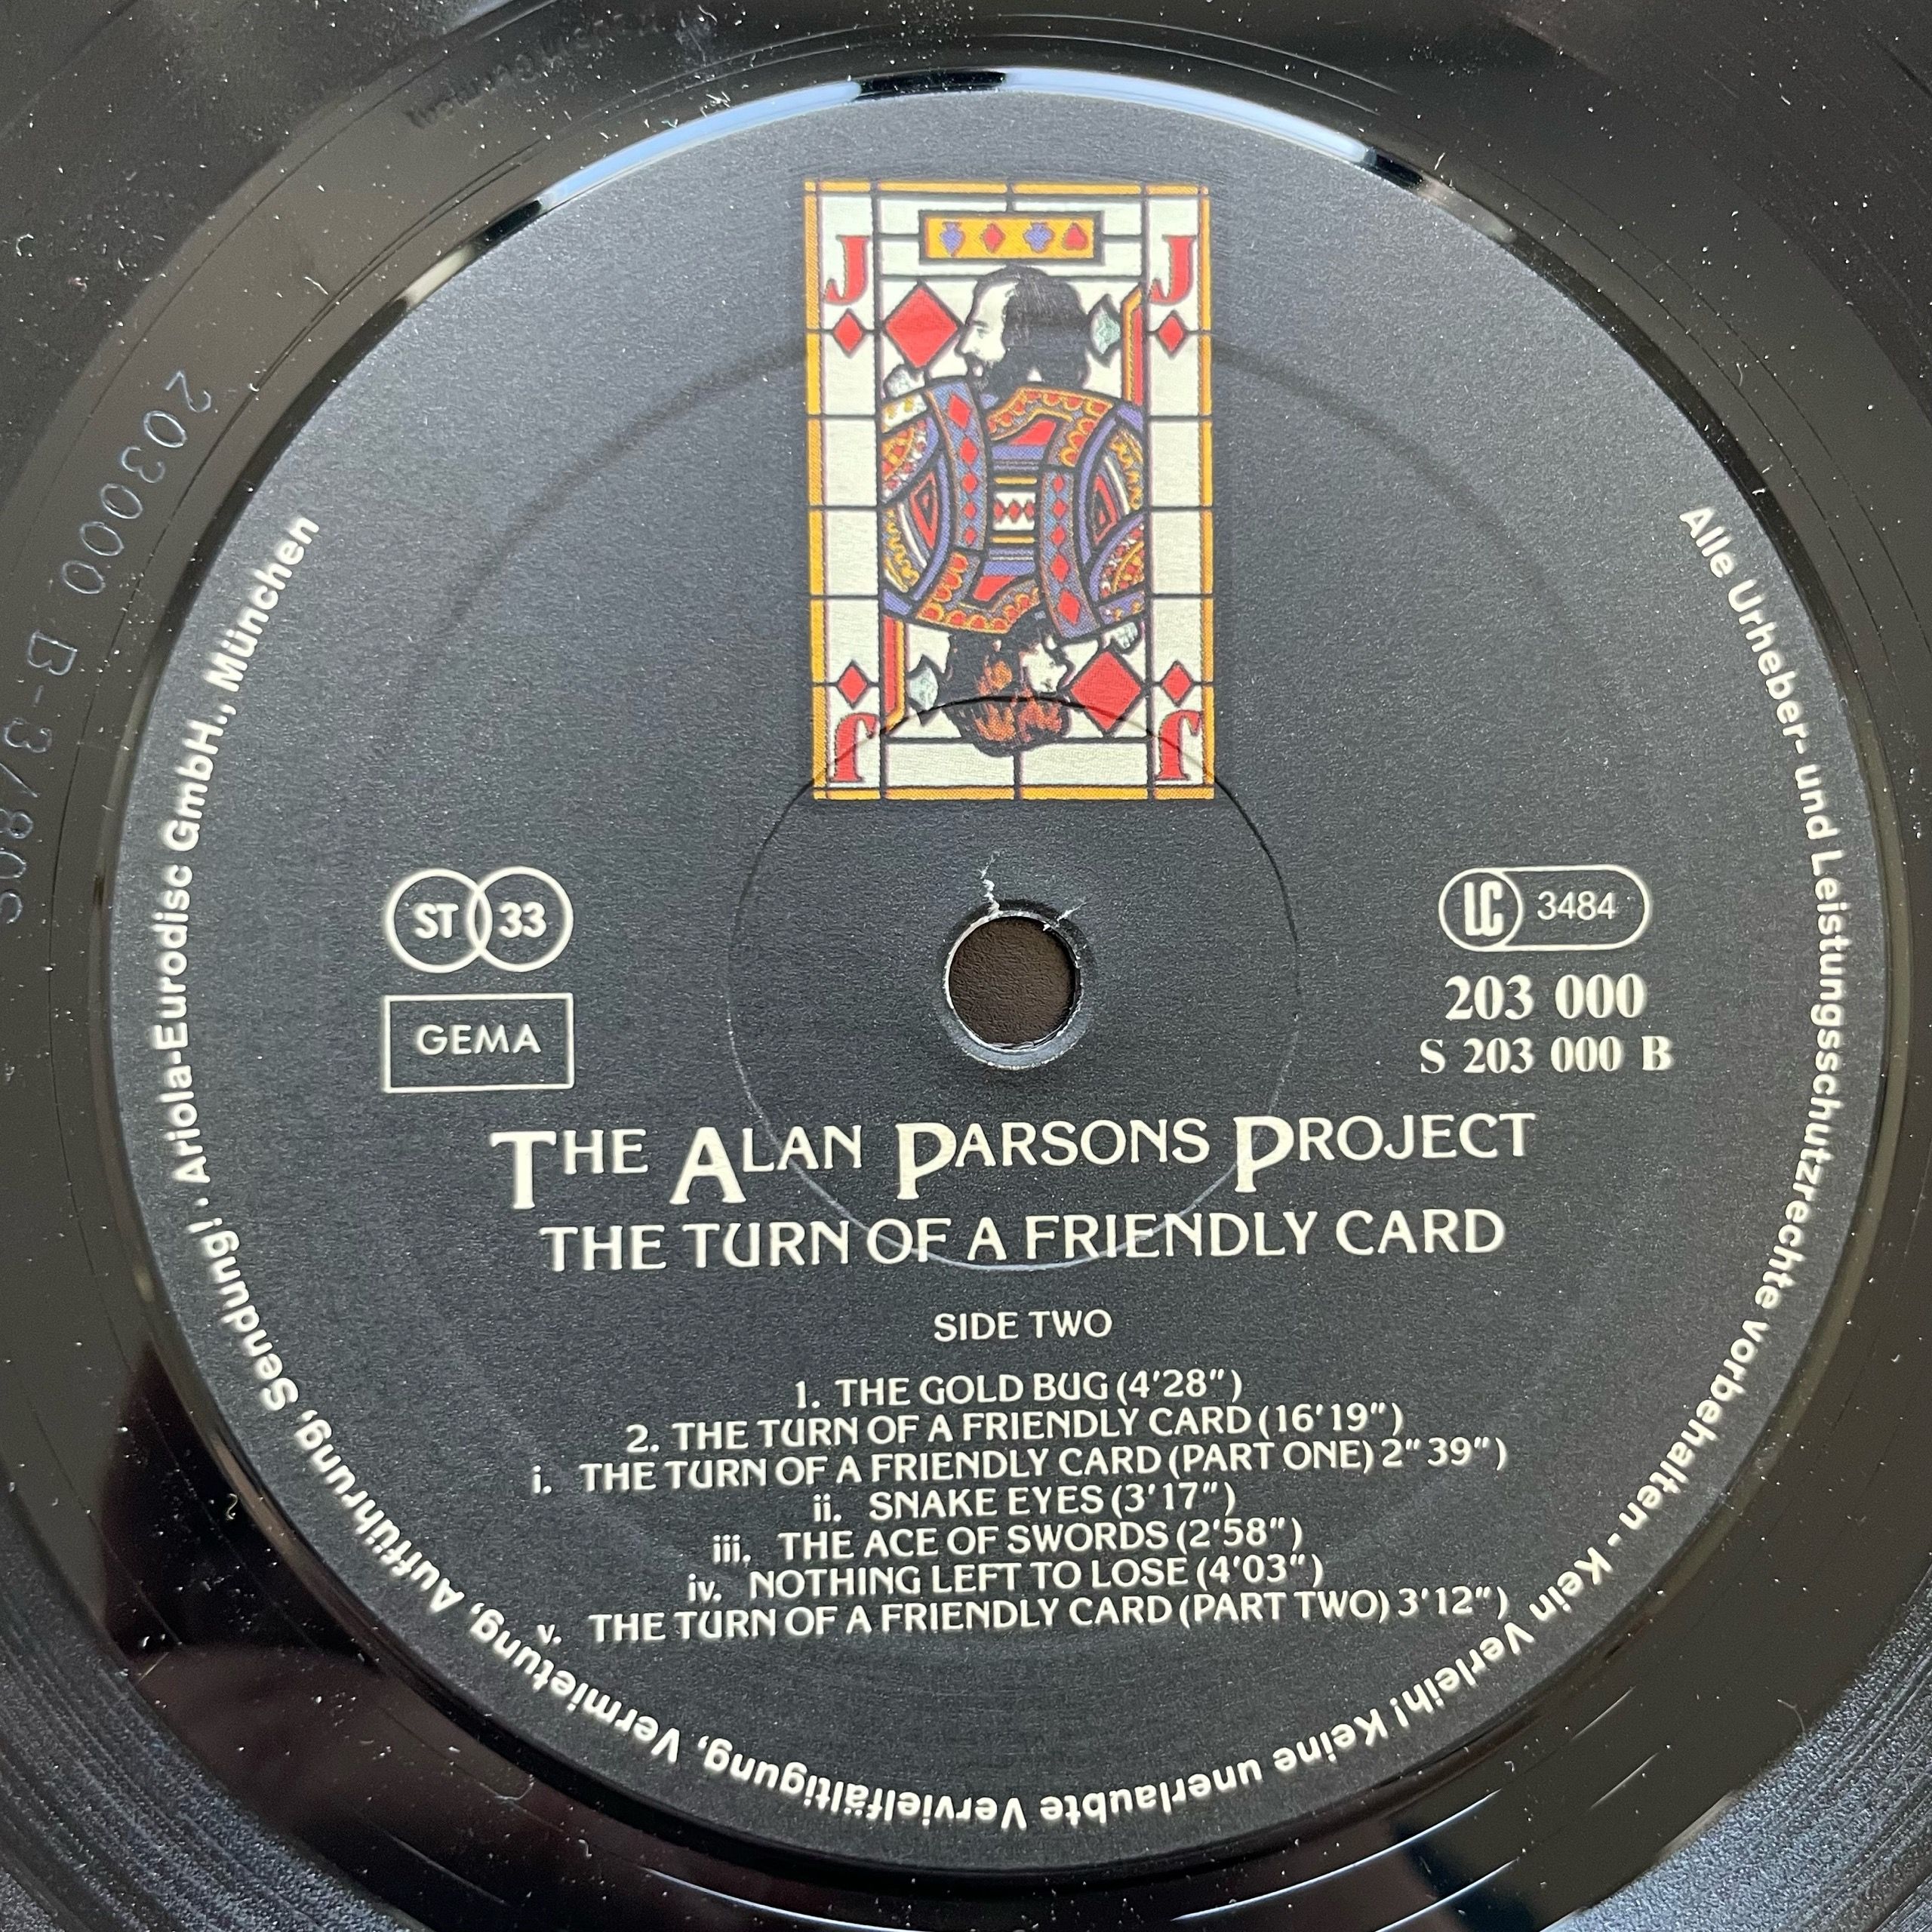 J J
J J
ST 33
GEMA
LC 3484
203 000
S 203 000 B
THE ALAN PARSONS PROJECT
THE TURN OF A FRIENDLY CARD
SIDE TWO
1. THE GOLD BUG (4'28")
2. THE TURN OF A FRIENDLY CARD (16'19")
i. THE TURN OF A FRIENDLY CARD (PART ONE) 2" 39")
ii. SNAKE EYES (3'17")
iii. THE ACE OF SWORDS (2'58")
iv. NOTHING LEFT TO LOSE (4'03")
v. THE TURN OF A FRIENDLY CARD (PART TWO) 3'12")
Alle Urheber- und Leistungsschutzrechte vorbehalten - Kein Verleih! Keine unerlaubte Vervielfältigung, Vermietung, Aufführung, Sendung! · Ariola-Eurodisc GmbH., München
203000 B-3/80S